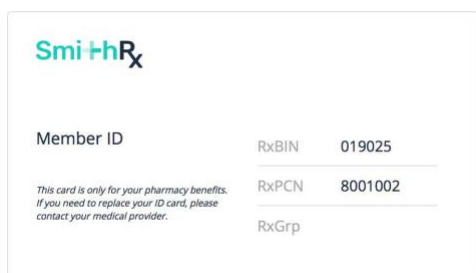 SmithRx
Member ID
This card is only for your pharmacy benefits.
If you need to replace your ID card, please
contact your medical provider.
RxBIN 019025
RxPCN 8001002
RxGrp